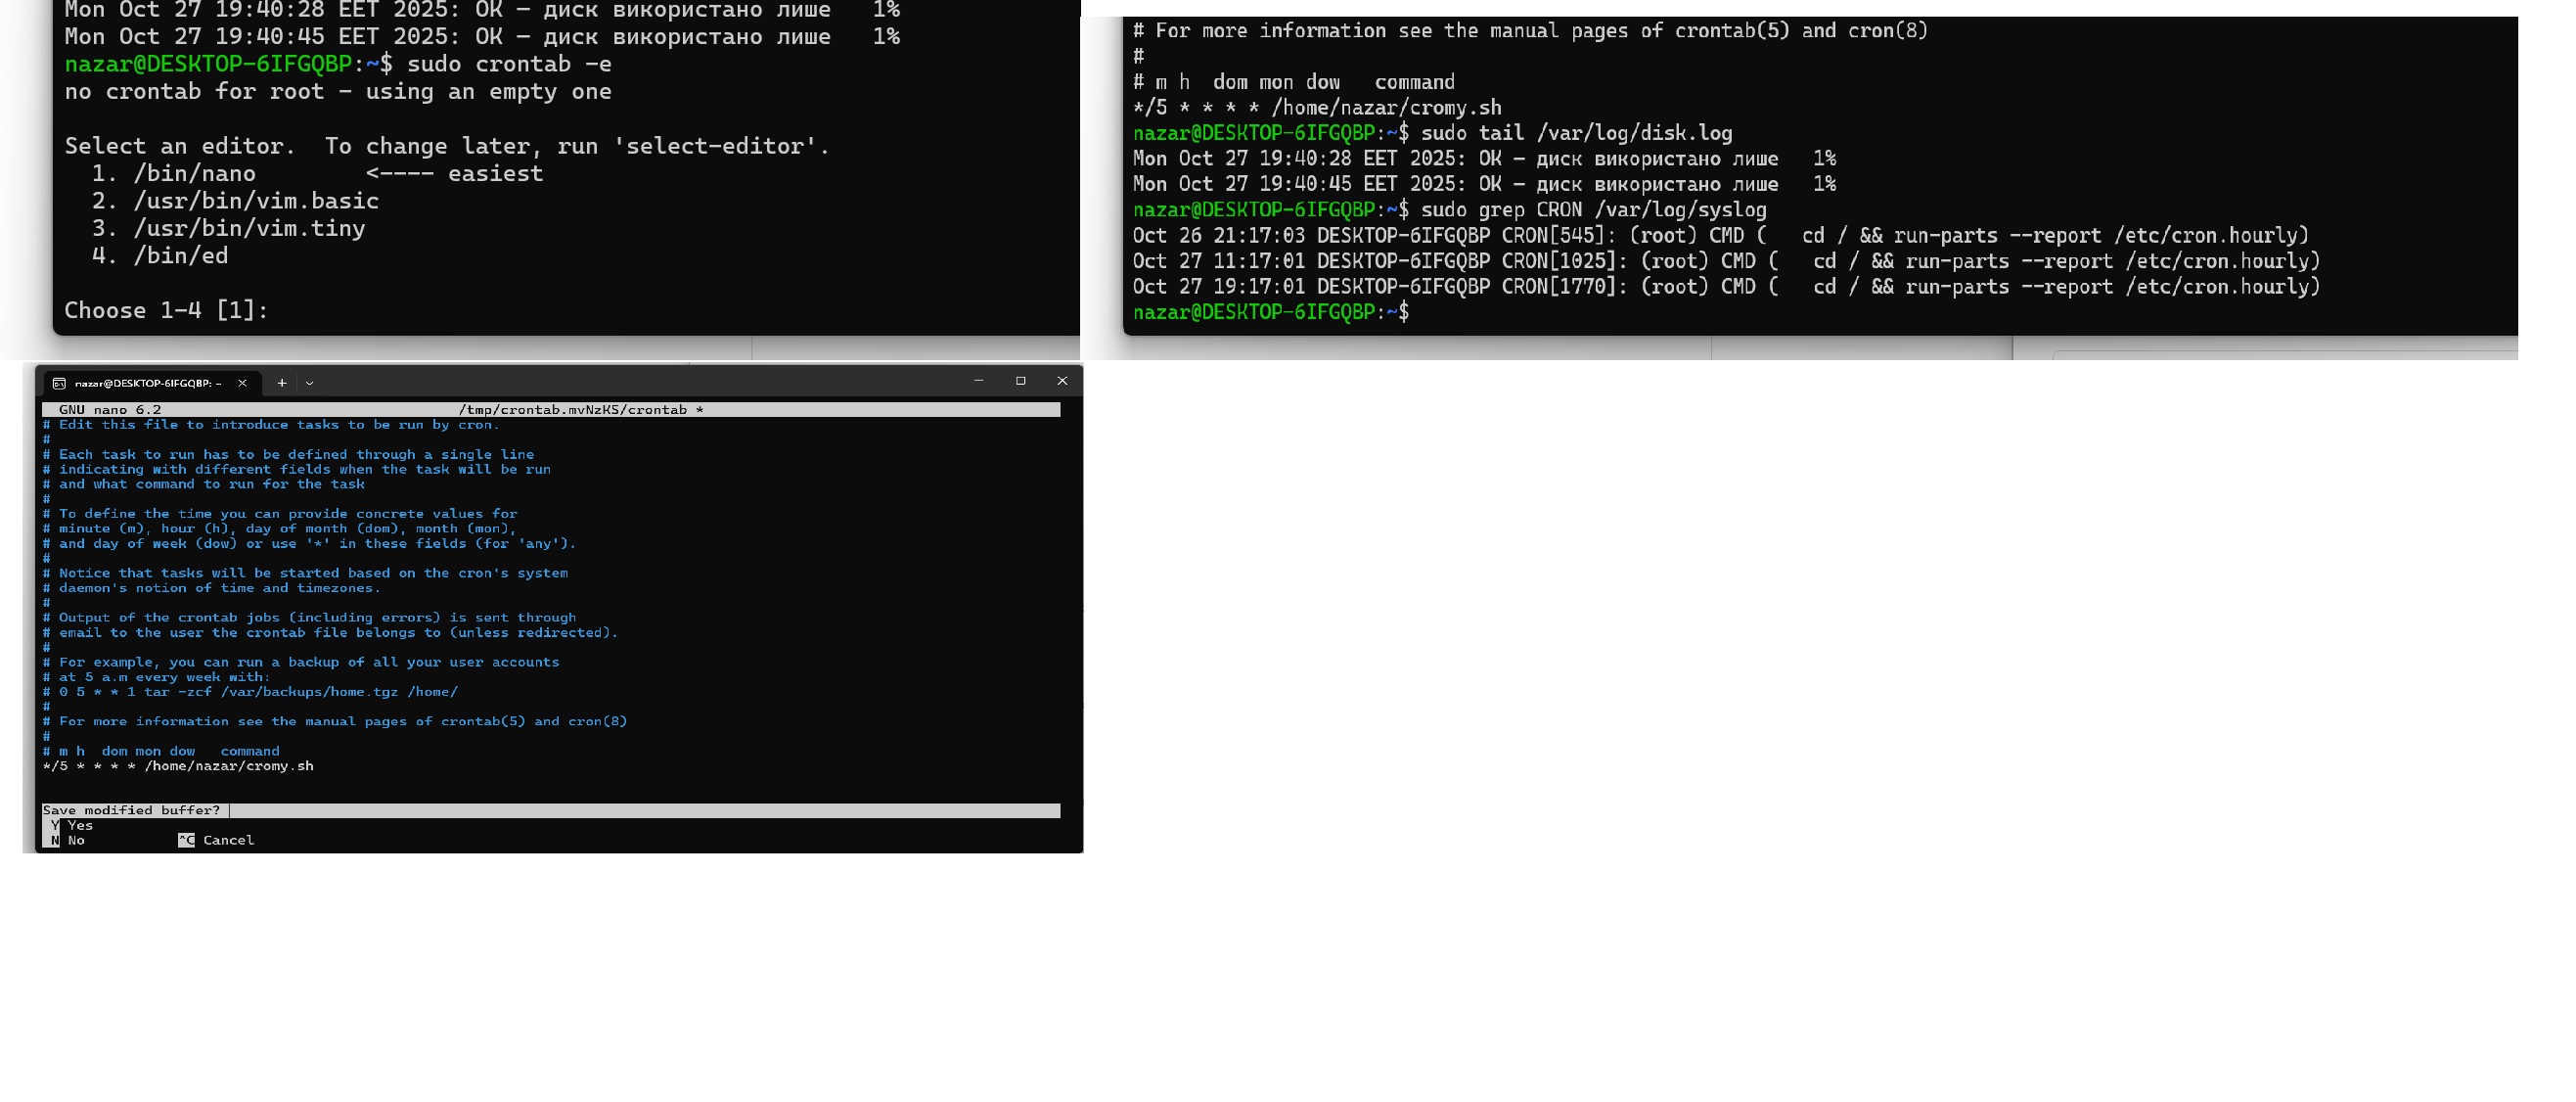 Mon Oct 27 19:40:28 EET 2025: OK – диск використано лише   1%
Mon Oct 27 19:40:45 EET 2025: OK – диск використано лише   1%
nazar@DESKTOP-6IFGQBP:~$ sudo crontab -e
no crontab for root - using an empty one
Select an editor.  To change later, run 'select-editor'.
  1. /bin/nano        <---- easiest
  2. /usr/bin/vim.basic
  3. /usr/bin/vim.tiny
  4. /bin/ed
Choose 1-4 [1]:
# For more information see the manual pages of crontab(5) and cron(8)
#
# m h  dom mon dow   command
*/5 * * * * /home/nazar/cromy.sh
nazar@DESKTOP-6IFGQBP:~$ sudo tail /var/log/disk.log
Mon Oct 27 19:40:28 EET 2025: OK – диск використано лише   1%
Mon Oct 27 19:40:45 EET 2025: OK – диск використано лише   1%
nazar@DESKTOP-6IFGQBP:~$ sudo grep CRON /var/log/syslog
Oct 26 21:17:03 DESKTOP-6IFGQBP CRON[545]: (root) CMD (   cd / && run-parts --report /etc/cron.hourly)
Oct 27 11:17:01 DESKTOP-6IFGQBP CRON[1025]: (root) CMD (   cd / && run-parts --report /etc/cron.hourly)
Oct 27 19:17:01 DESKTOP-6IFGQBP CRON[1770]: (root) CMD (   cd / && run-parts --report /etc/cron.hourly)
nazar@DESKTOP-6IFGQBP:~$
nazar@DESKTOP-6IFGQBP: ~
GNU nano 6.2    /tmp/crontab.mvNzK5/crontab *
# Edit this file to introduce tasks to be run by cron.
#
# Each task to run has to be defined through a single line
# indicating with different fields when the task will be run
# and what command to run for the task
#
# To define the time you can provide concrete values for
# minute (m), hour (h), day of month (dom), month (mon),
# and day of week (dow) or use '*' in these fields (for 'any').
#
# Notice that tasks will be started based on the cron's system
# daemon's notion of time and timezones.
#
# Output of the crontab jobs (including errors) is sent through
# email to the user the crontab file belongs to (unless redirected).
#
# For example, you can run a backup of all your user accounts
# at 5 a.m every week with:
# 0 5 * * 1 tar -zcf /var/backups/home.tgz /home/
#
# For more information see the manual pages of crontab(5) and cron(8)
#
# m h  dom mon dow   command
*/5 * * * * /home/nazar/cromy.sh
Save modified buffer?
Y Yes
N No    ^C Cancel